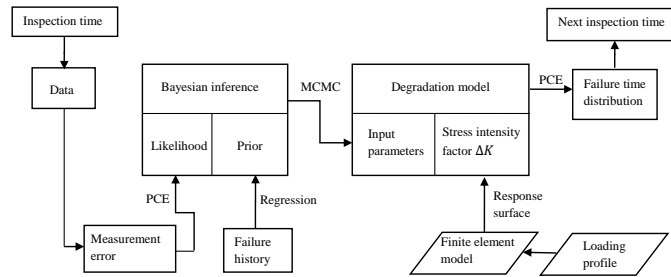 Inspection time
Next inspection time
Data
Bayesian inference
MCMC
Degradation model
PCE
Failure time
distribution
Likelihood
Prior
Input
parameters
Stress intensity
factor ΔK
PCE
Regression
Response
surface
Measurement
error
Failure
history
Finite element
model
Loading
profile